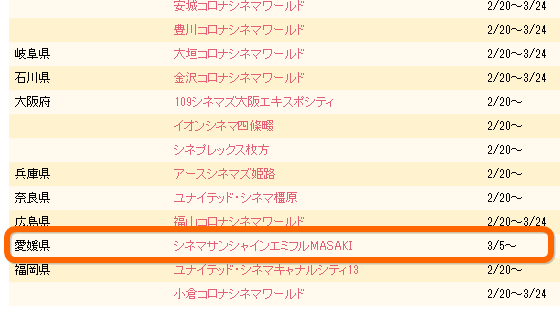 安城コロナシネマワールド 2/20～3/24
豊川コロナシネマワールド 2/20～3/24
岐阜県 大垣コロナシネマワールド 2/20～3/24
石川県 金沢コロナシネマワールド 2/20～3/24
大阪府 109シネマズ大阪エキスポシティ 2/20～
イオンシネマ四條畷 2/20～
シネプレックス枚方 2/20～
兵庫県 アースシネマズ姫路 2/20～
奈良県 ユナイテッド・シネマ橿原 2/20～
広島県 福山コロナシネマワールド 2/20～3/24
愛媛県 シネマサンシャインエミフルMASAKI 3/5～
福岡県 ユナイテッド・シネマキャナルシティ13 2/20～
小倉コロナシネマワールド 2/20～3/24